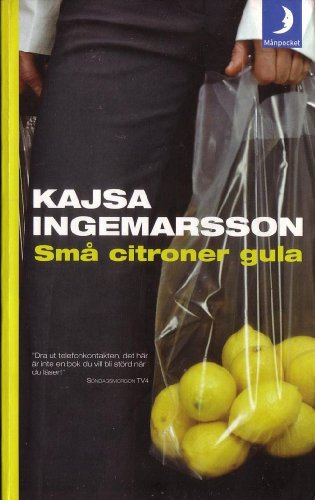 Månpocket
KAJSA
INGEMARSSON
Små citroner gula
"Dra ut telefonkontakten, det här
är inte en bok du vill bli störd när
du läser!"
SÖNDAGSMORGON TV4